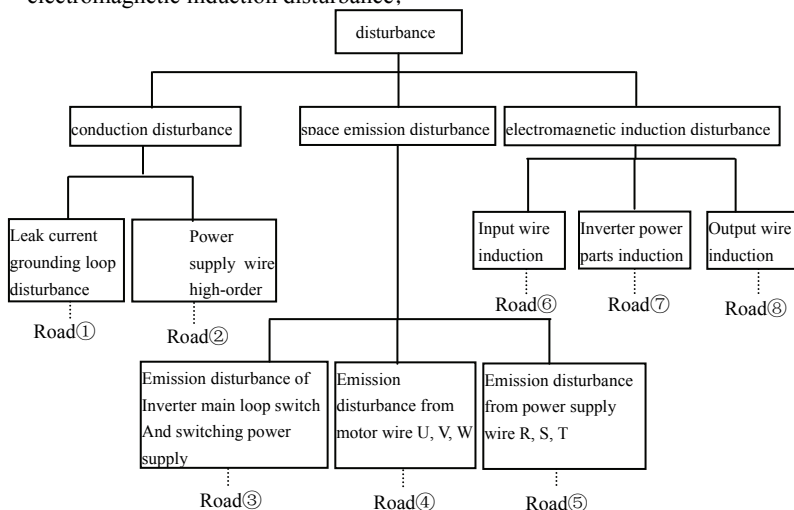 electromagnetic induction disturbance;
disturbance
conduction disturbance
space emission disturbance
electromagnetic induction disturbance
Leak current
grounding loop
disturbance
Power
supply wire
high-order
Input wire
induction
Inverter power
parts induction
Output wire
induction
Road①
Road②
Road⑥
Road⑦
Road⑧
Emission disturbance of
Inverter main loop switch
And switching power
supply
Emission
disturbance from
motor wire U, V, W
Emission disturbance
from power supply
wire R, S, T
Road③
Road④
Road⑤